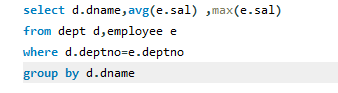 select d.dname,avg(e.sal) ,max(e.sal)
from dept d,employee e
where d.deptno=e.deptno
group by d.dname